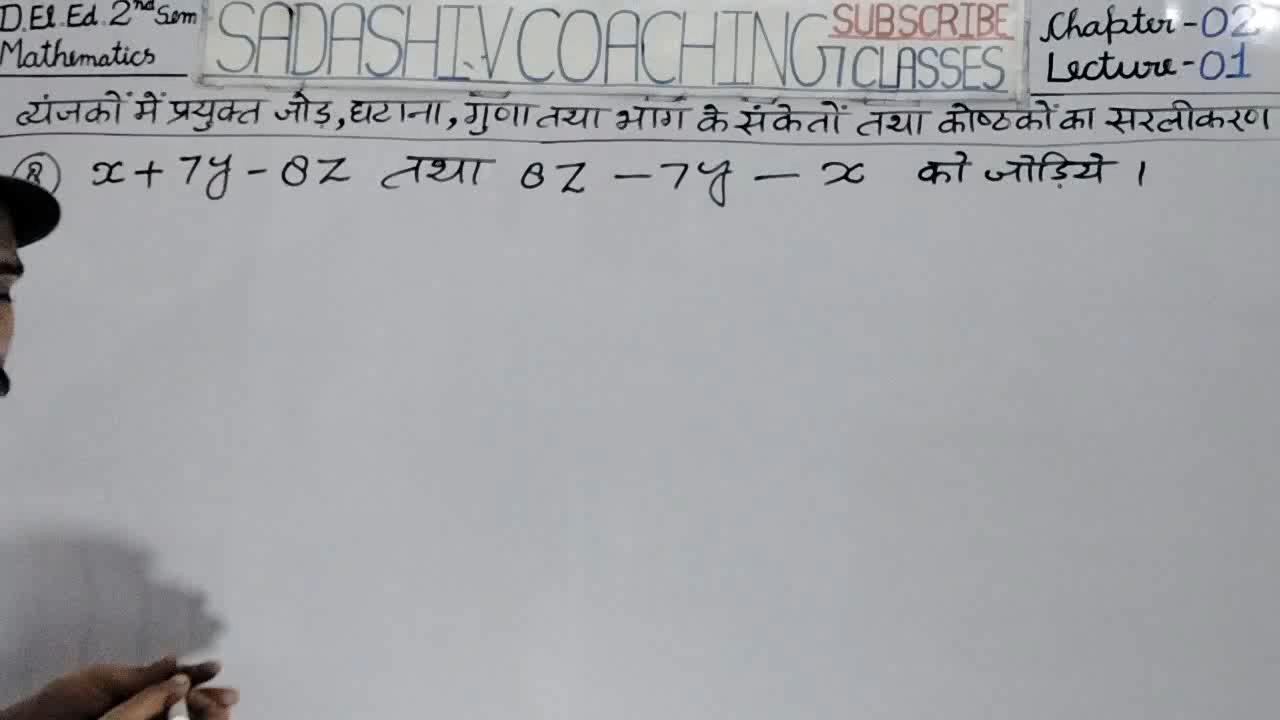 D.El.Ed. 2nd Sem
Mathematics
SADASHIV COACHING CLASSES
SUBSCRIBE
Chapter-02
Lecture-01
व्यंजकों में प्रयुक्त जोड़, घटाना, गुणा तथा भाग के संकेतों तथा कोष्ठकों का सरलीकरण
x + 7y - 8z तथा 8z - 7y - x को जोड़िये ।